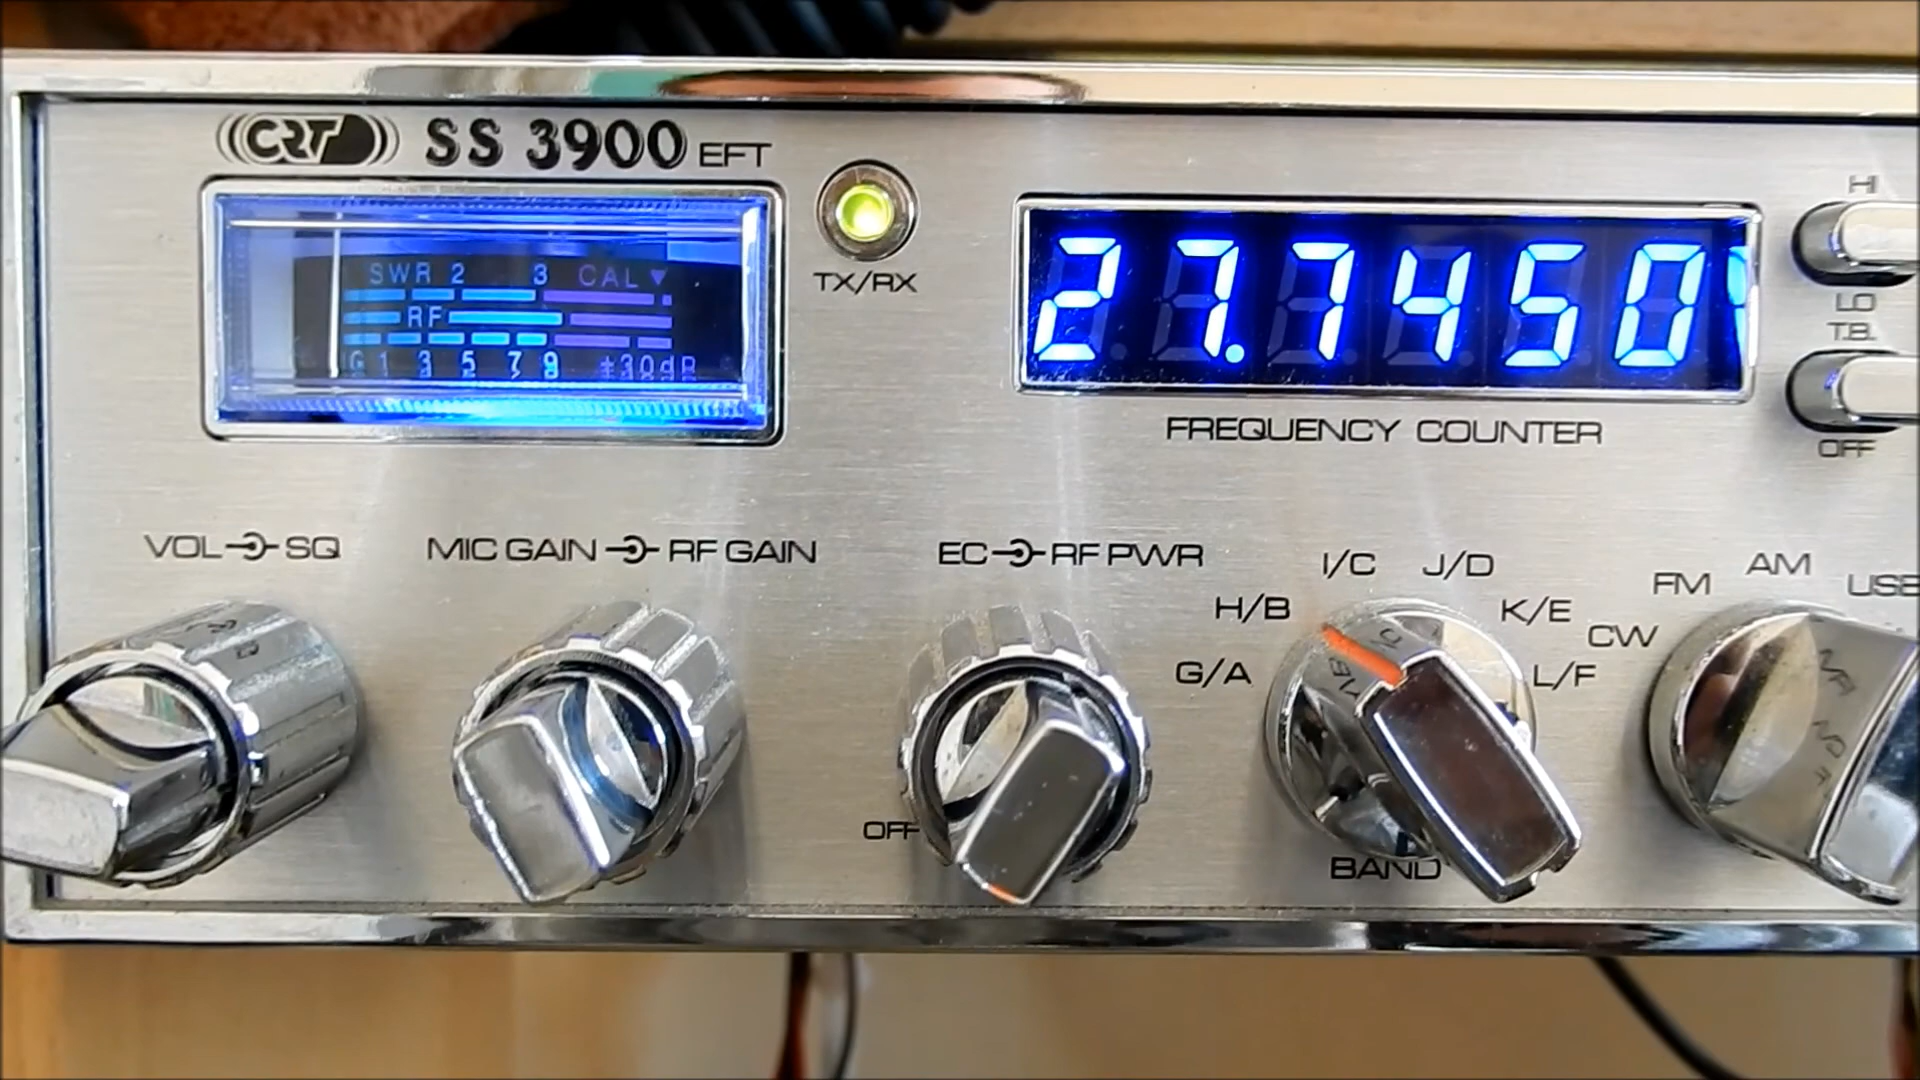 CRT SS 3900 EFT
SWR 2 3 CAL
RF
1 3 5 7 9 +30dB
TX/RX
27.7450
FREQUENCY COUNTER
HI
LO
T.B.
OFF
VOL SQ
MIC GAIN RF GAIN
EC RF PWR
OFF
G/A
H/B
I/C
J/D
K/E
L/F
BAND
CW
FM
AM
USB